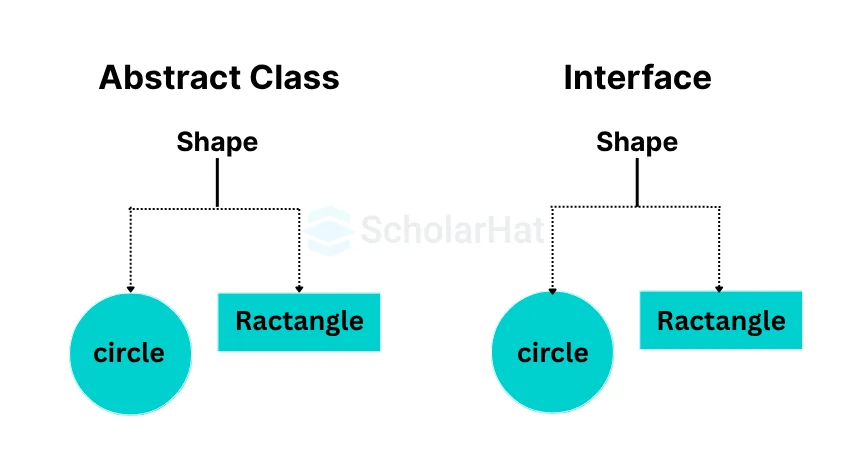 Abstract Class
Interface
Shape
Shape
ScholarHat
circle
Ractangle
circle
Ractangle